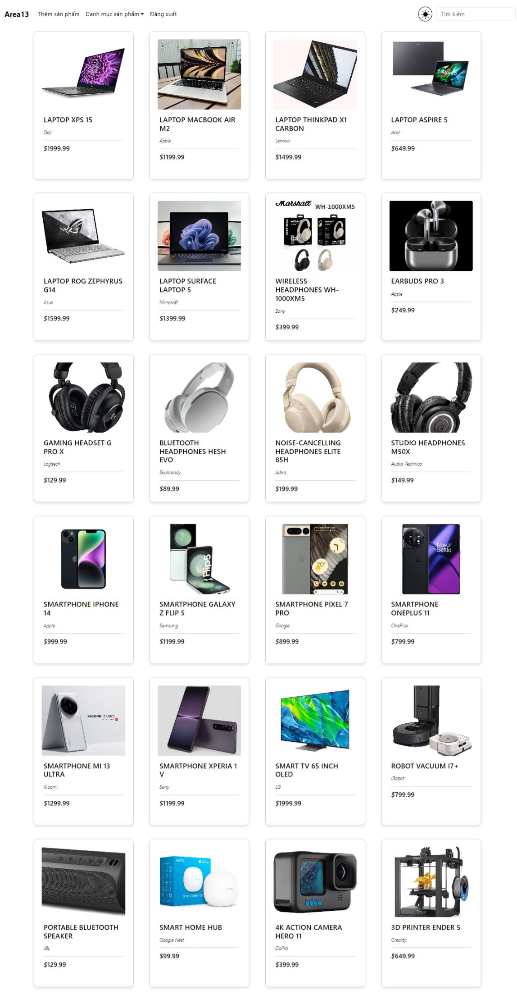 Area13 Thêm sản phẩm Danh mục sản phẩm Đăng xuất Tìm kiếm
LAPTOP XPS 15
Dell
$1999.99
LAPTOP MACBOOK AIR
M2
Apple
$1199.99
LAPTOP THINKPAD X1
CARBON
Lenovo
$1499.99
Aspire 5
LAPTOP ASPIRE 5
Acer
$649.99
LAPTOP ROG ZEPHYRUS
G14
Asus
$1599.99
LAPTOP SURFACE
LAPTOP 5
Microsoft
$1399.99
Marshall WH-1000XM5
PURE BASS
WIRELESS
HEADPHONES WH-
1000XM5
Sony
$399.99
EARBUDS PRO 3
Apple
$249.99
GAMING HEADSET G
PRO X
Logitech
$129.99
BLUETOOTH
HEADPHONES HESH
EVO
Skullcandy
$89.99
NOISE-CANCELLING
HEADPHONES ELITE
85H
Jabra
$199.99
STUDIO HEADPHONES
M50X
Audio-Technica
$149.99
SMARTPHONE IPHONE
14
Apple
$999.99
Flip5
SMARTPHONE GALAXY
Z FLIP 5
Samsung
$1199.99
20°
SMARTPHONE PIXEL 7
PRO
Google
$899.99
Never
Settle
SMARTPHONE
ONEPLUS 11
OnePlus
$799.99
xiaomi 13 Ultra
SMARTPHONE MI 13
ULTRA
Xiaomi
$1299.99
SMARTPHONE XPERIA 1
V
Sony
$1199.99
SMART TV 65 INCH
OLED
LG
$1999.99
ROBOT VACUUM I7+
iRobot
$799.99
PORTABLE BLUETOOTH
SPEAKER
JBL
$129.99
Aeotec
Smart Home Hub
SMART HOME HUB
Google Nest
$99.99
GoPro
4K ACTION CAMERA
HERO 11
GoPro
$399.99
CREALITY
3D PRINTER ENDER 5
Creality
$649.99